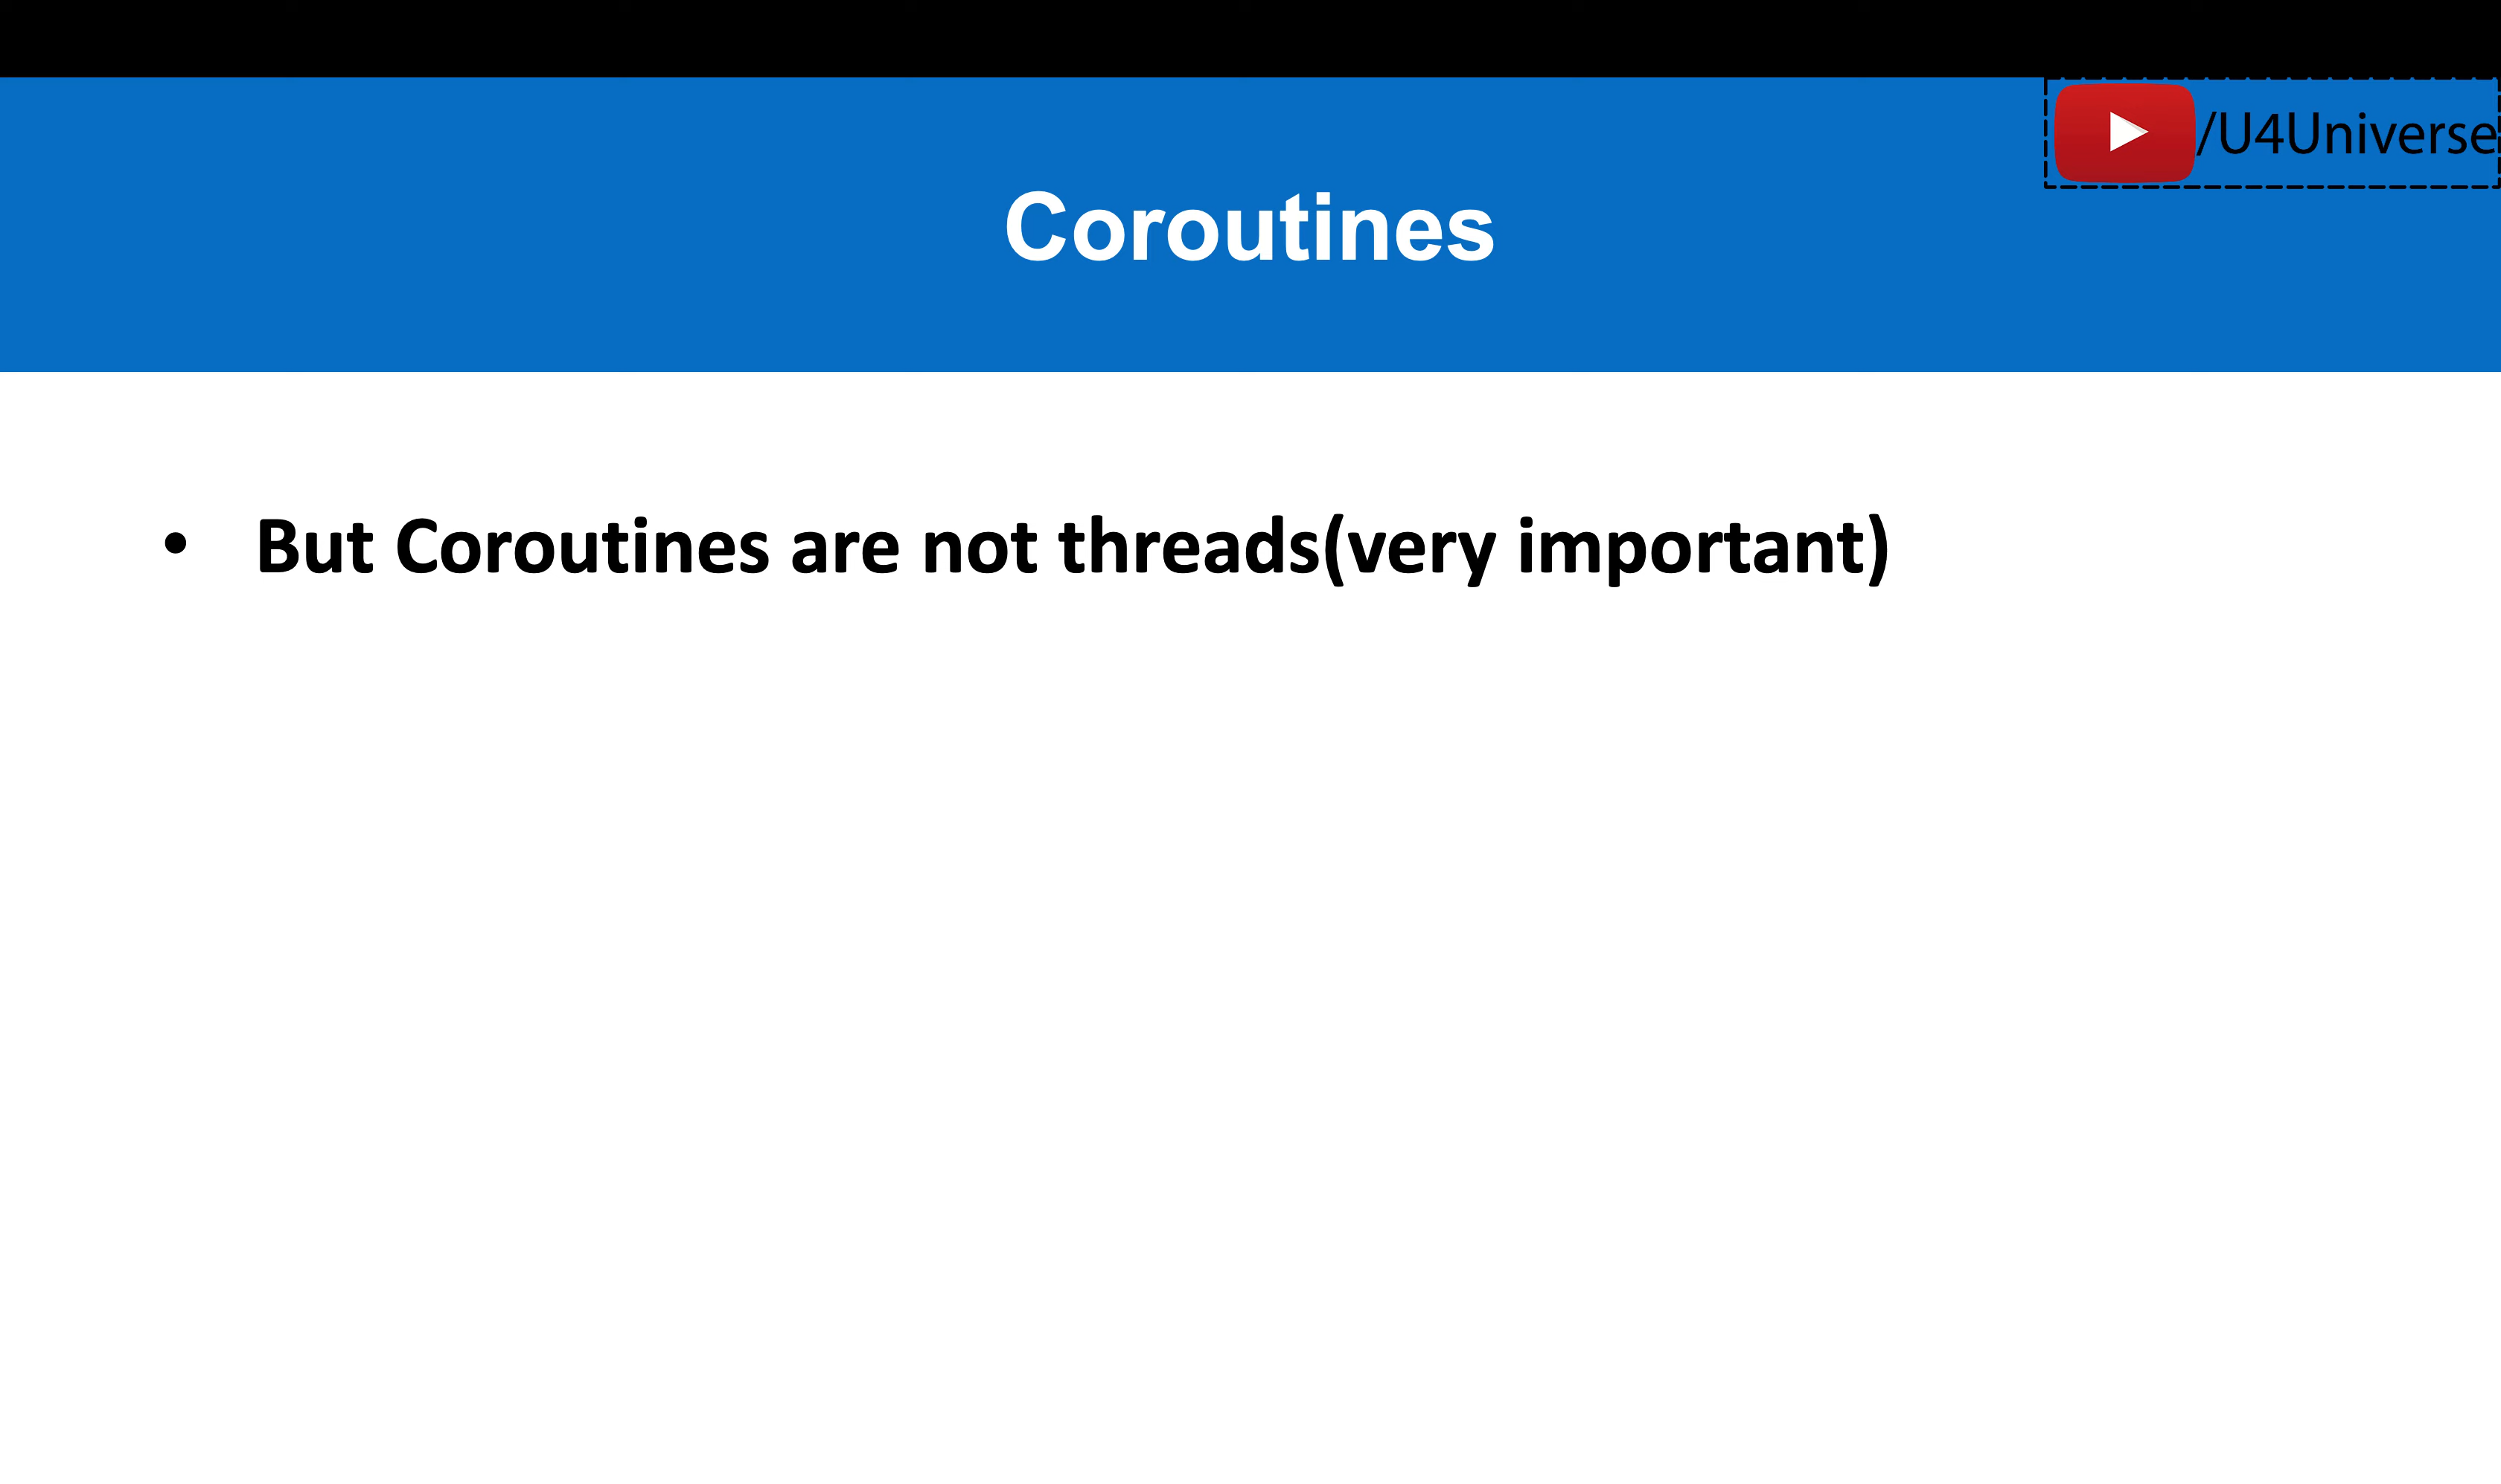 /U4Universe
Coroutines
• But Coroutines are not threads(very important)